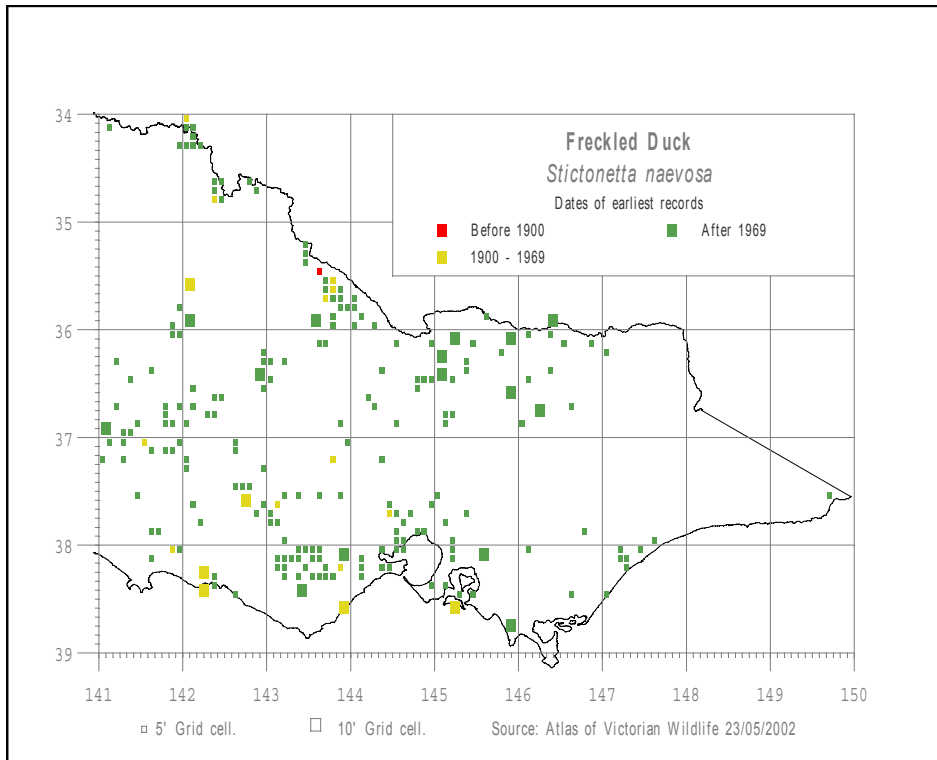 Freckled Duck
Stictonetta naevosa
Dates of earliest records
Before 1900
After 1969
1900 - 1969
34
35
36
37
38
39
141 142 143 144 145 146 147 148 149 150
5' Grid cell. 10' Grid cell. Source: Atlas of Victorian Wildlife 23/05/2002